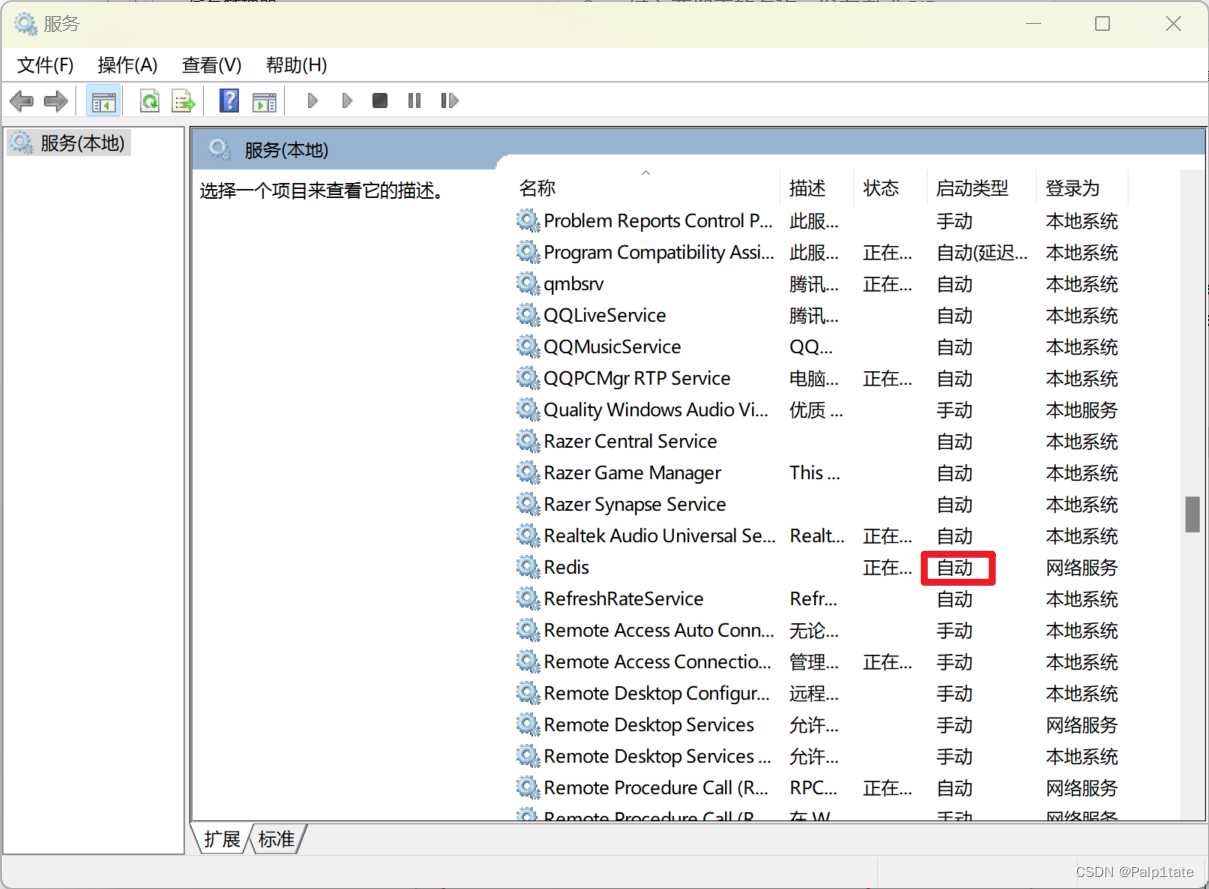 服务
文件(F) 操作(A) 查看(V) 帮助(H)
服务(本地)
服务(本地)
选择一个项目来查看它的描述。
名称 描述 状态 启动类型 登录为
Problem Reports Control P... 此服... 手动 本地系统
Program Compatibility Assi... 此服... 正在... 自动(延迟... 本地系统
qmbsrv 腾讯... 正在... 自动 本地系统
QQLiveService 腾讯... 自动 本地系统
QQMusicService QQ... 自动 本地系统
QQPCMgr RTP Service 电脑... 正在... 自动 本地系统
Quality Windows Audio Vi... 优质 ... 手动 本地服务
Razer Central Service 自动 本地系统
Razer Game Manager This ... 自动 本地系统
Razer Synapse Service 自动 本地系统
Realtek Audio Universal Se... Realt... 正在... 自动 本地系统
Redis 正在... 自动 网络服务
RefreshRateService Refr... 自动 本地系统
Remote Access Auto Conn... 无论... 手动 本地系统
Remote Access Connectio... 管理... 正在... 手动 本地系统
Remote Desktop Configur... 远程... 手动 本地系统
Remote Desktop Services 允许... 手动 网络服务
Remote Desktop Services ... 允许... 手动 本地系统
Remote Procedure Call (R... RPC... 正在... 自动 网络服务
Remote Procedure Call (R... 在 W... 手动 网络服务
扩展 标准
CSDN @Palp1tate